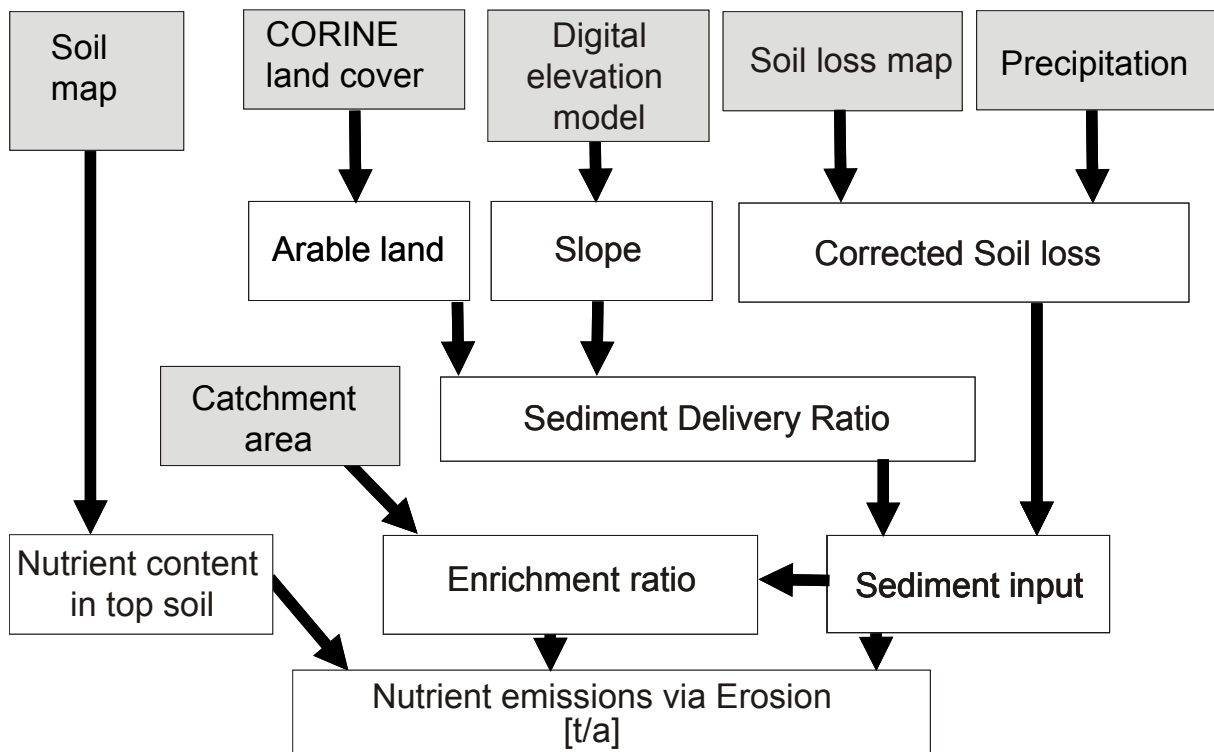 Soil
map
CORINE
land cover
Digital
elevation
model
Soil loss map
Precipitation
Arable land
Slope
Corrected Soil loss
Catchment
area
Sediment Delivery Ratio
Nutrient content
in top soil
Enrichment ratio
Sediment input
Nutrient emissions via Erosion
[t/a]